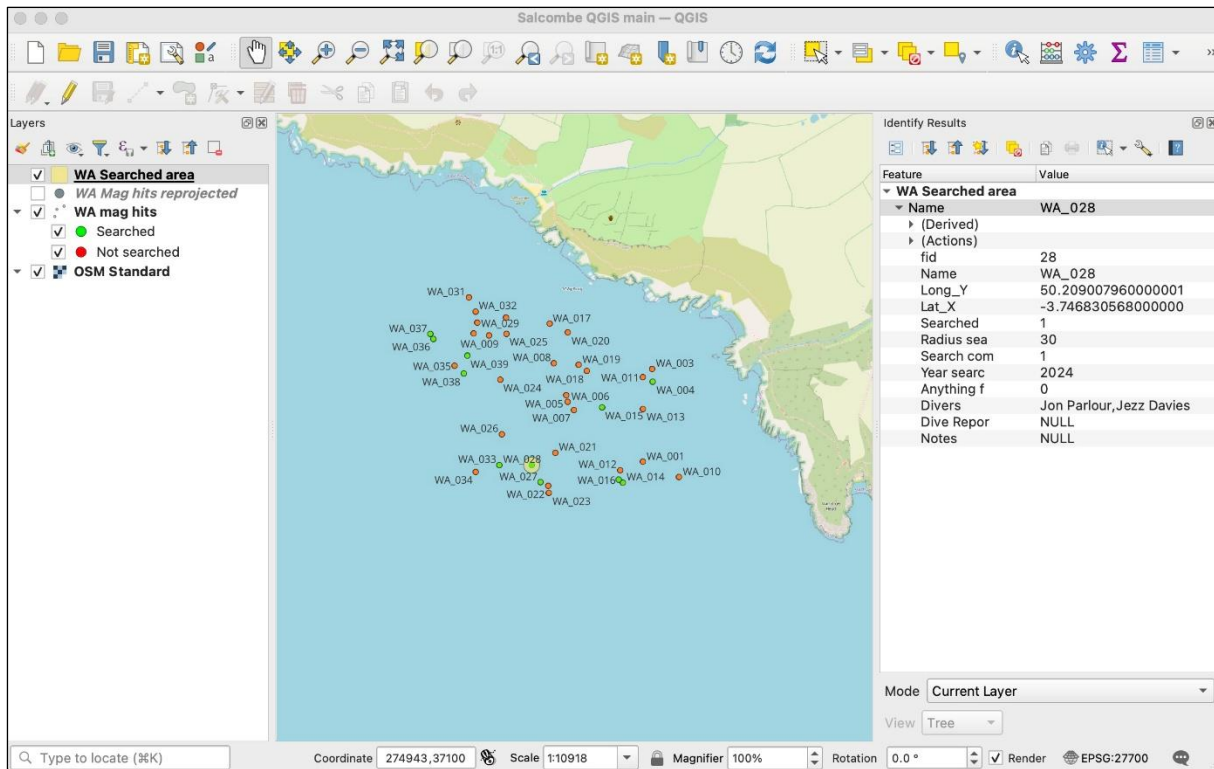 Salcombe QGIS main — QGIS
1:1
a
Σ
»
Layers
WA Searched area
WA Mag hits reprojected
WA mag hits
Searched
Not searched
OSM Standard
WA_031
WA_032
WA_029
WA_017
WA_037
WA_036
WA_009
WA_025
WA_020
WA_008
WA_019
WA_035
WA_039
WA_003
WA_018
WA_011
WA_038
WA_024
WA_004
WA_006
WA_005
WA_007
WA_015
WA_013
WA_026
WA_021
WA_033
WA_028
WA_001
WA_012
WA_034
WA_027
WA_016
WA_014
WA_010
WA_022
WA_023
Identify Results
Feature Value
WA Searched area
Name WA_028
(Derived)
(Actions)
fid 28
Name WA_028
Long_Y 50.209007960000001
Lat_X -3.746830568000000
Searched 1
Radius sea 30
Search com 1
Year searc 2024
Anything f 0
Divers Jon Parlour,Jezz Davies
Dive Repor NULL
Notes NULL
Mode Current Layer
View Tree
Type to locate (⌘K) Coordinate 274943,37100 Scale 1:10918 Magnifier 100% Rotation 0.0 ° Render EPSG:27700